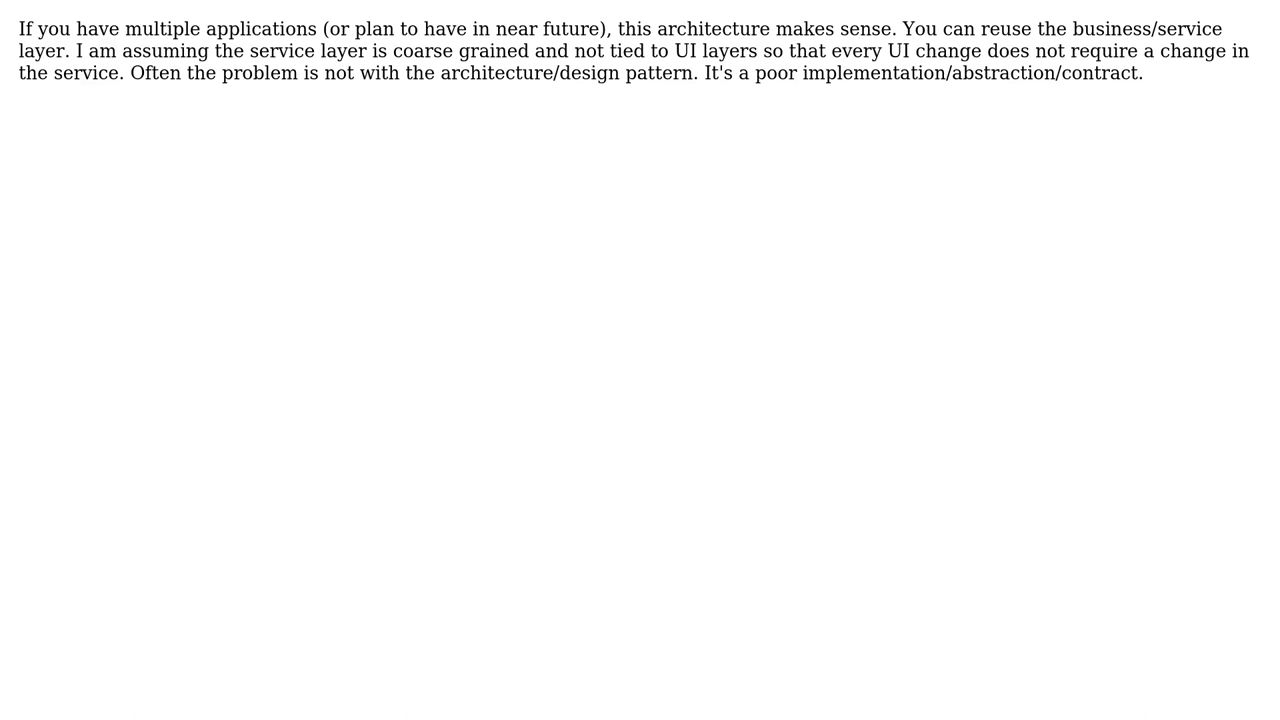 If you have multiple applications (or plan to have in near future), this architecture makes sense. You can reuse the business/service
layer. I am assuming the service layer is coarse grained and not tied to UI layers so that every UI change does not require a change in
the service. Often the problem is not with the architecture/design pattern. It's a poor implementation/abstraction/contract.